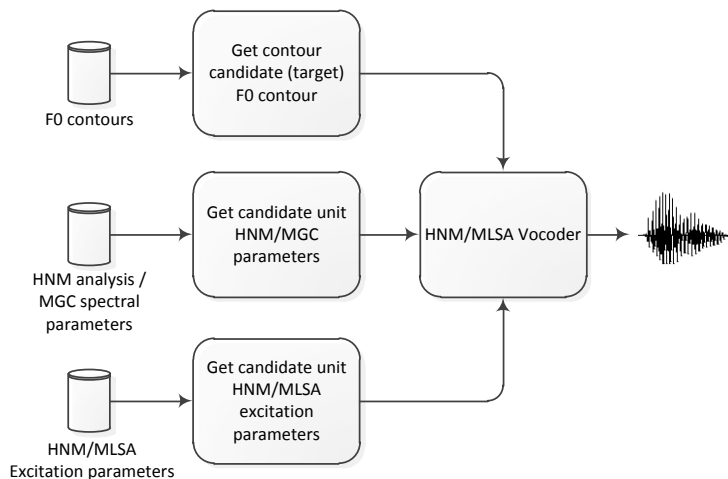 Get contour
candidate (target)
F0 contour
F0 contours
Get candidate unit
HNM/MGC
parameters
HNM/MLSA Vocoder
HNM analysis /
MGC spectral
parameters
Get candidate unit
HNM/MLSA
excitation
parameters
HNM/MLSA
Excitation parameters